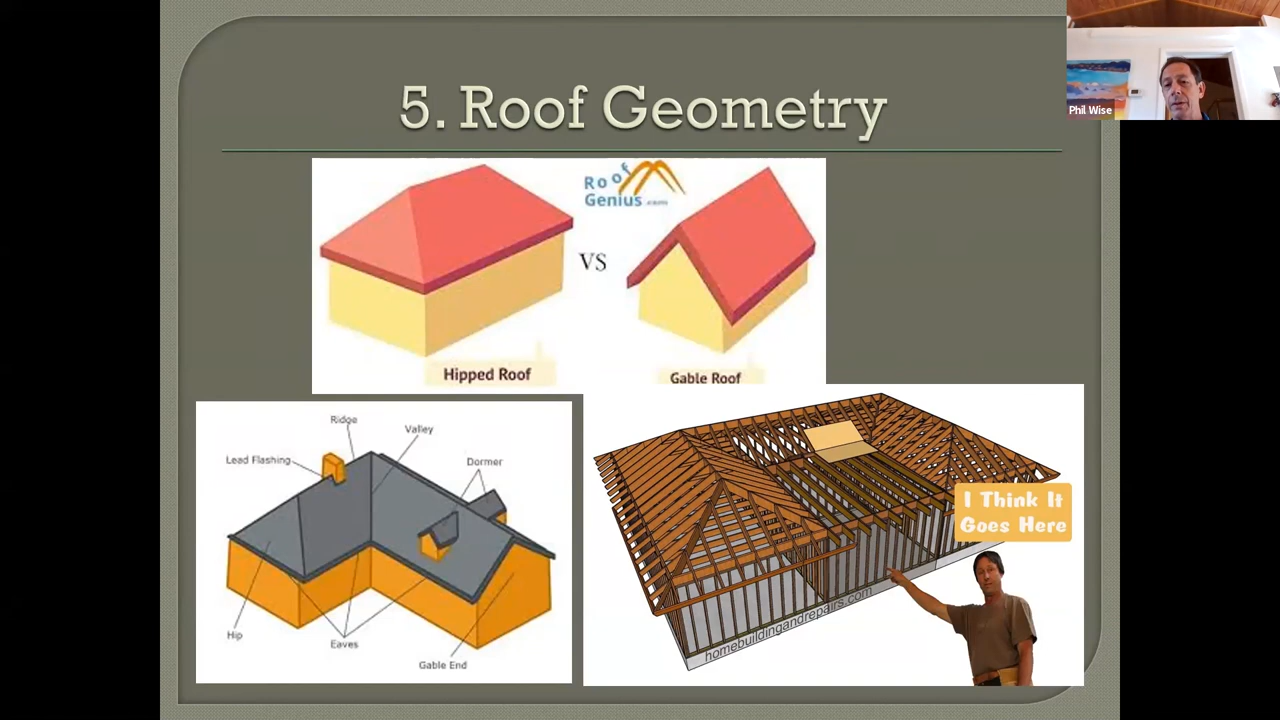 5. Roof Geometry
Phil Wise
Roof
Genius.com
VS
Hipped Roof
Gable Roof
Ridge
Valley
Lead Flashing
Dormer
Hip
Eaves
Gable End
I Think It
Goes Here
homebuildingandrepairs.com